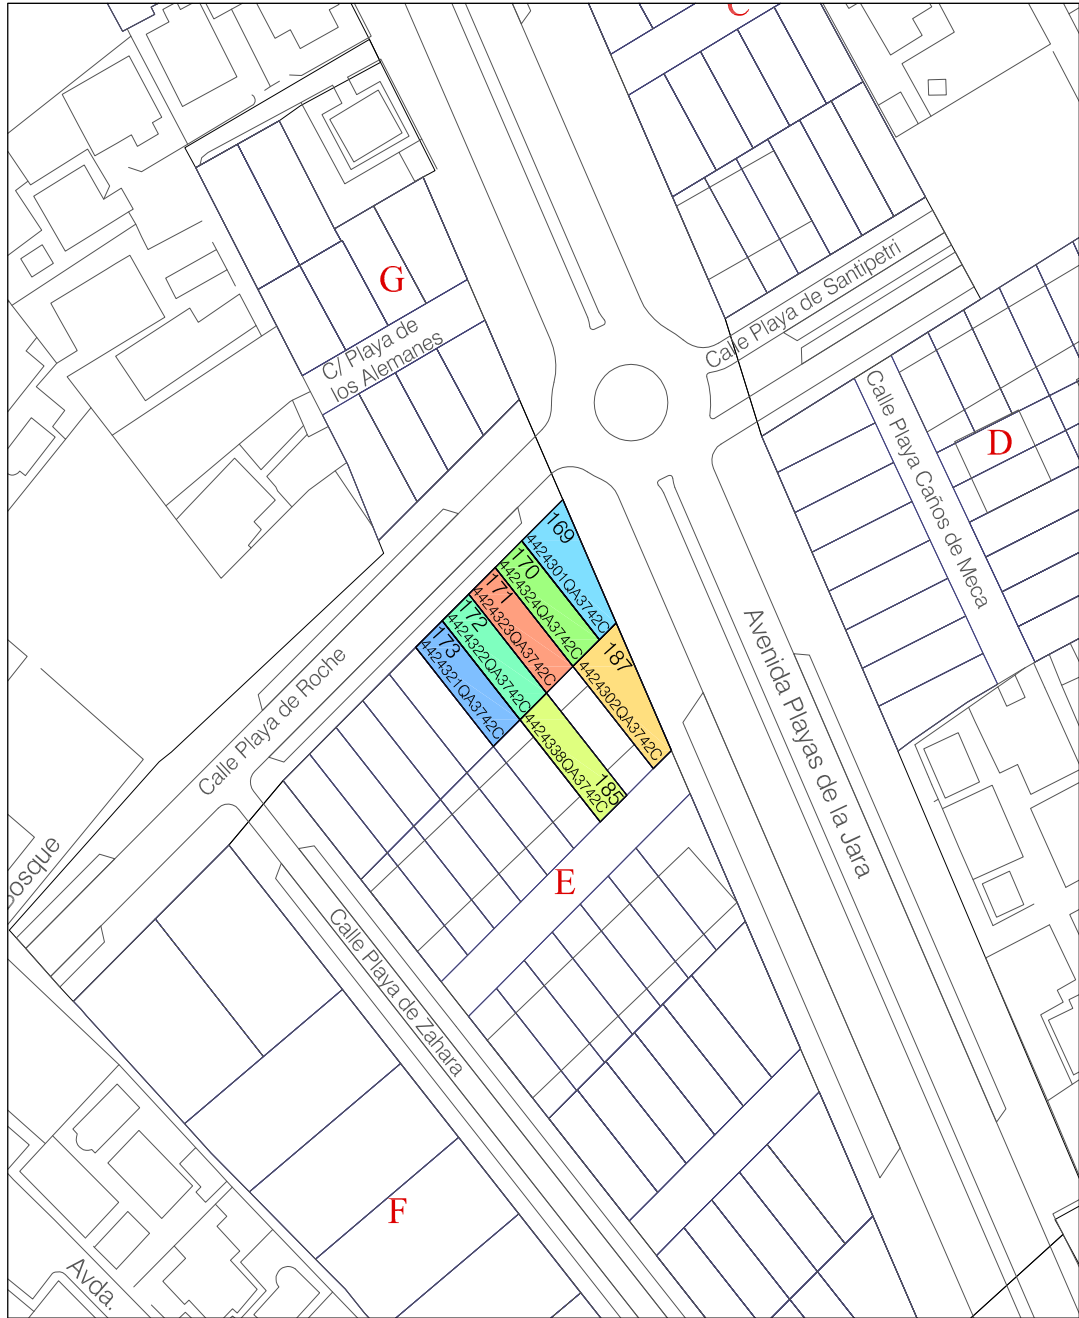 C
Calle Playa de Santipetri
G
C/ Playa de
los Alemanes
Calle Playa Caños de Meca
D
169
4424301QA3742C
170
4424324QA3742C
171
4424323QA3742C
172
4424322QA3742C
173
4424321QA3742C
187
4424302QA3742C
4424338QA3742C
185
Calle Playa de Roche
Avenida Playas de la Jara
Bosque
E
Calle Playa de Zahara
F
Avda.